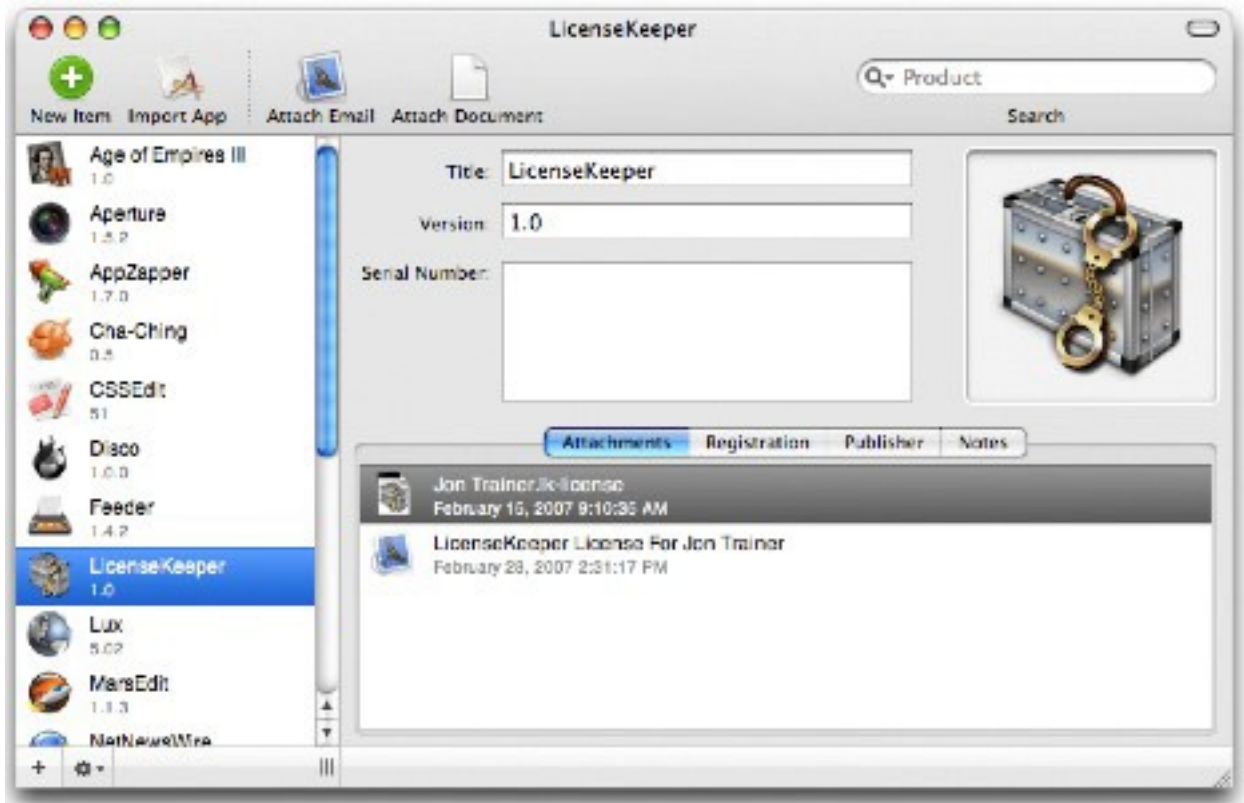 LicenseKeeper
New Item Import App Attach Email Attach Document
Product
Search
Age of Empires III
1.0
Aperture
1.5.2
AppZapper
1.7.0
Cha-Ching
0.5
CSSEdit
51
Disco
1.0.0
Feeder
1.4.2
LicenseKeeper
1.0
Lux
5.02
MarsEdit
1.1.3
NetNewsWire
Title: LicenseKeeper
Version: 1.0
Serial Number:
Attachments Registration Publisher Notes
Jon Trainer.lk-license
February 15, 2007 9:10:35 AM
LicenseKeeper License For Jon Trainer
February 28, 2007 2:31:17 PM